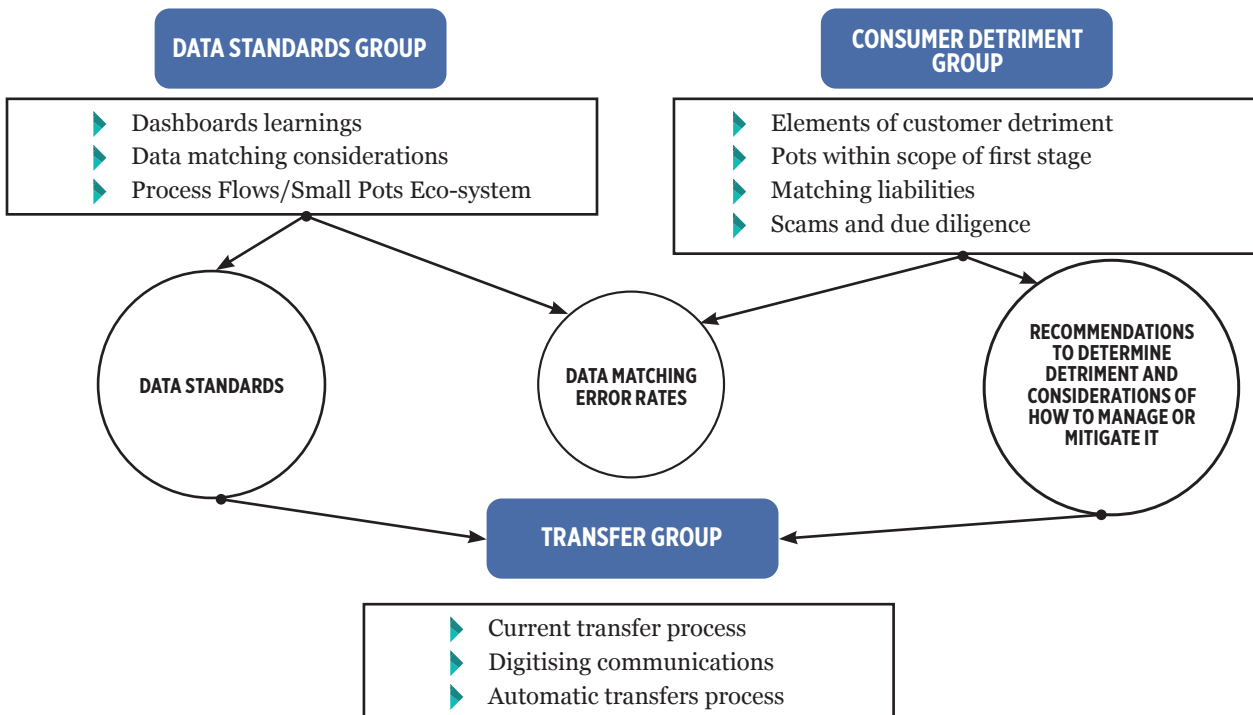 DATA STANDARDS GROUP
CONSUMER DETRIMENT
GROUP
Dashboards learnings
Data matching considerations
Process Flows/Small Pots Eco-system
Elements of customer detriment
Pots within scope of first stage
Matching liabilities
Scams and due diligence
DATA STANDARDS
DATA MATCHING
ERROR RATES
RECOMMENDATIONS
TO DETERMINE
DETRIMENT AND
CONSIDERATIONS OF
HOW TO MANAGE OR
MITIGATE IT
TRANSFER GROUP
Current transfer process
Digitising communications
Automatic transfers process